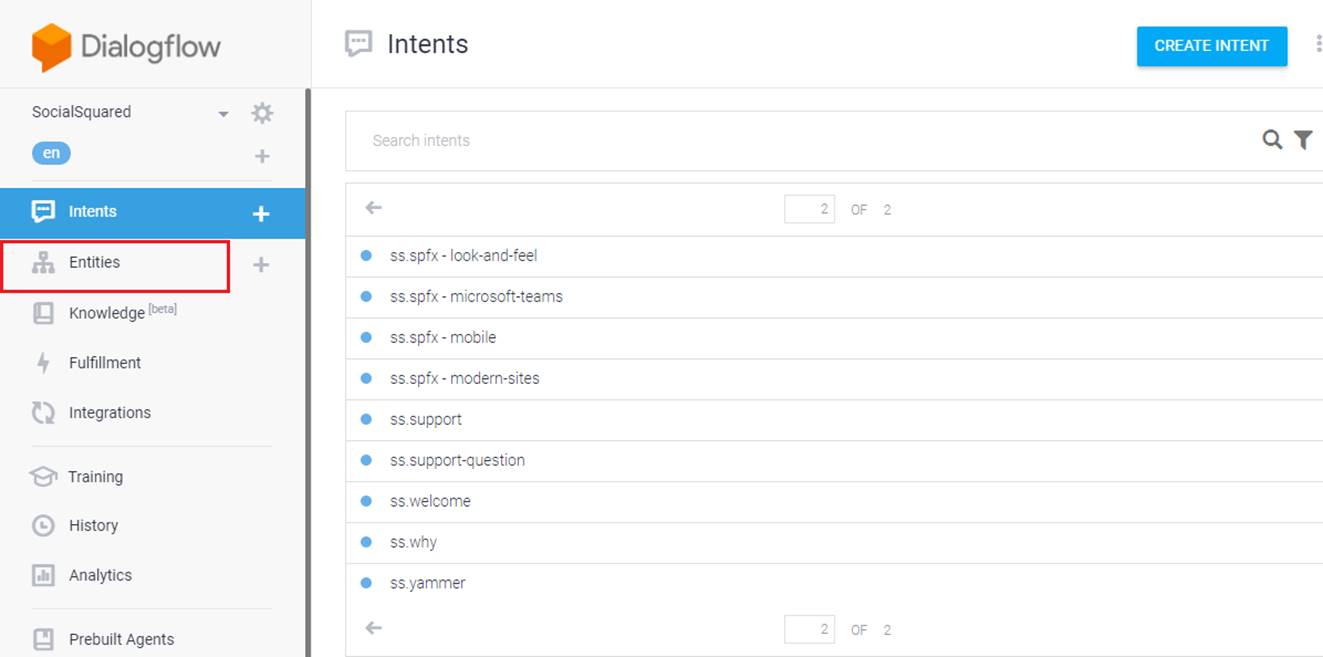 Dialogflow
SocialSquared
en
Intents
Entities
Knowledge [beta]
Fulfillment
Integrations
Training
History
Analytics
Prebuilt Agents
Intents
CREATE INTENT
Search intents
2 OF 2
ss.spfx - look-and-feel
ss.spfx - microsoft-teams
ss.spfx - mobile
ss.spfx - modern-sites
ss.support
ss.support-question
ss.welcome
ss.why
ss.yammer
2 OF 2